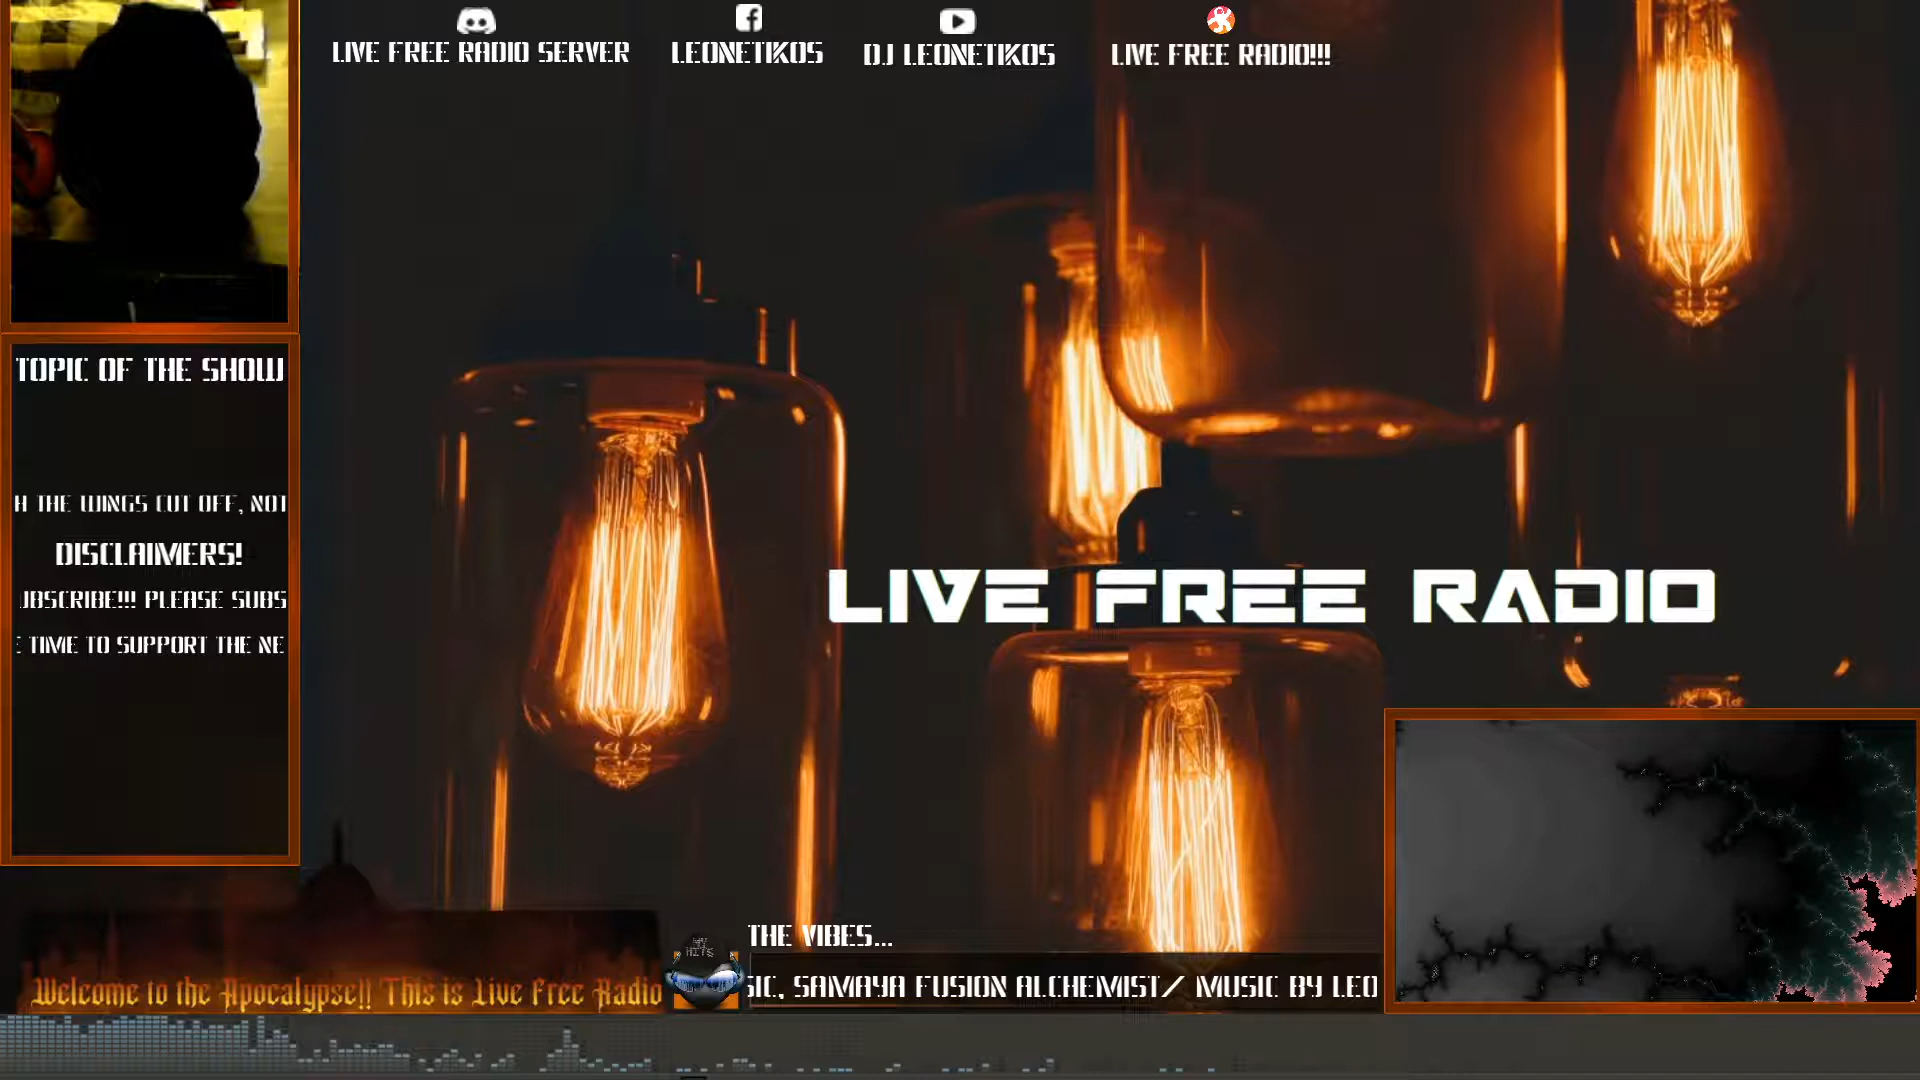 LIVE FREE RADIO SERVER
LEONETIKOS
DJ LEONETIKOS
LIVE FREE RADIO!!!
TOPIC OF THE SHOW
H THE WINGS CUT OFF, NOT
DISCLAIMERS!
UBSCRIBE!!! PLEASE SUBS
E TIME TO SUPPORT THE NE
LIVE FREE RADIO
THE VIBES...
SIC, SAMAYA FUSION ALCHEMIST/ MUSIC BY LEO
Welcome to the Apocalypse!! This is Live Free Radio